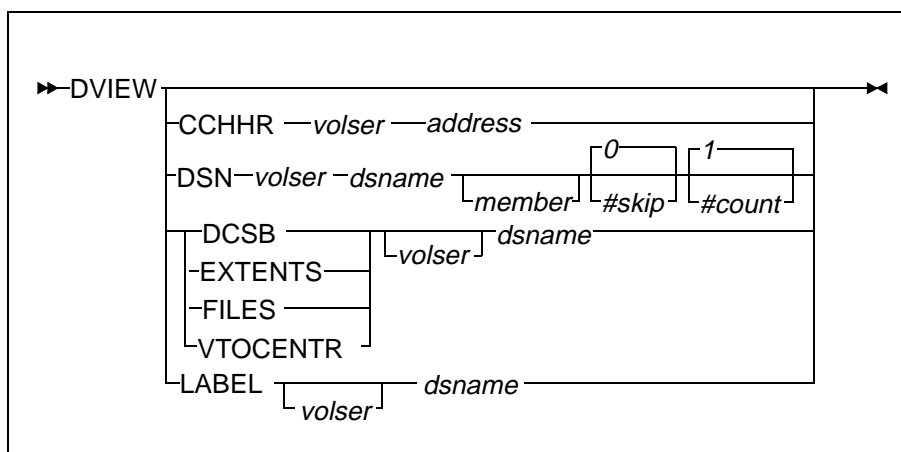 DVIEW
CCHHR volser address
0 1
DSN volser dsname member #skip #count
DCSB volser dsname
EXTENTS
FILES
VTOCENTR
LABEL volser dsname